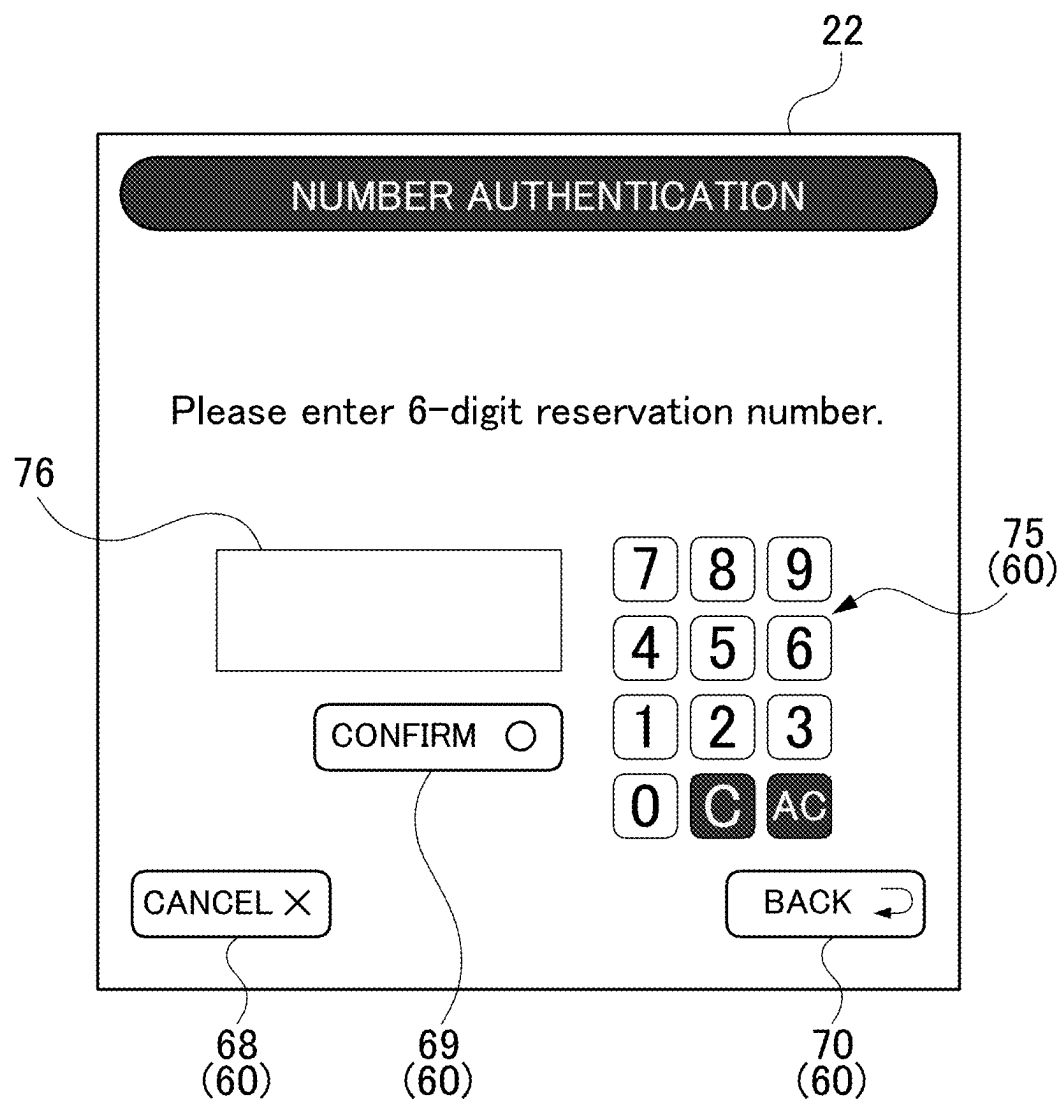 22
NUMBER AUTHENTICATION
Please enter 6-digit reservation number.
76
75
(60)
7 8 9
4 5 6
1 2 3
0 C AC
CONFIRM ○
CANCEL ×
BACK
68
(60)
69
(60)
70
(60)